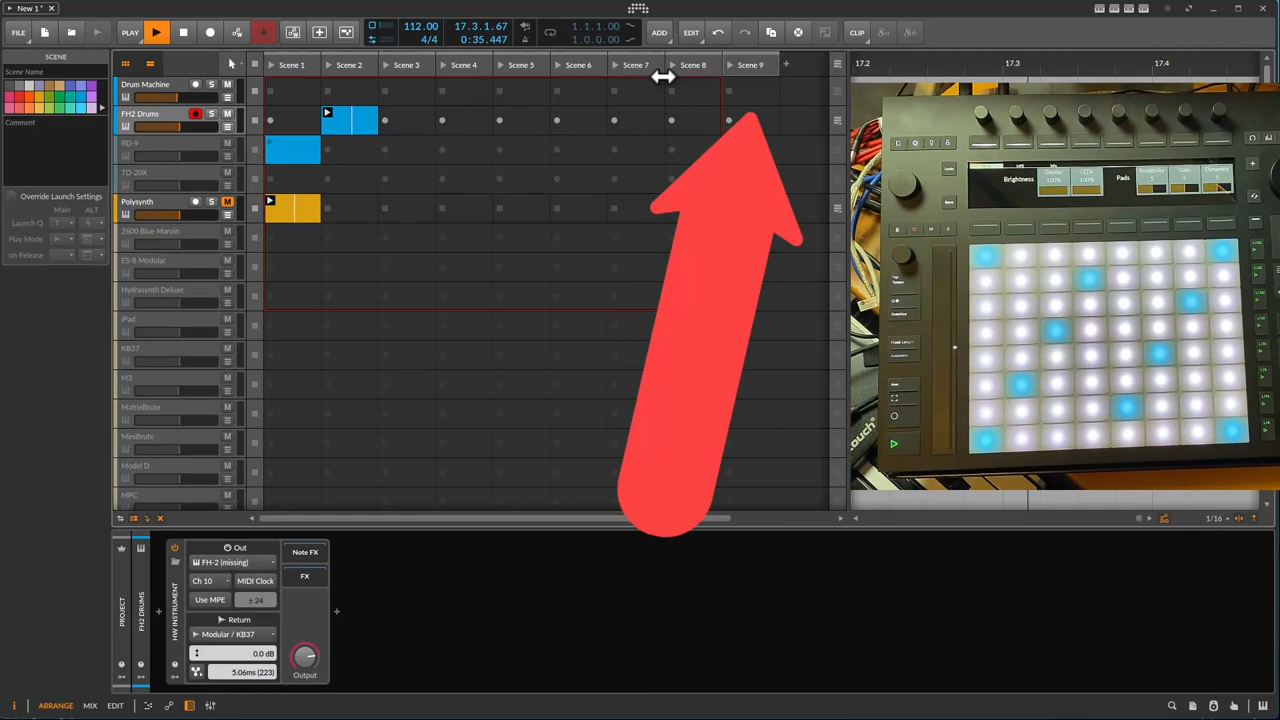 New 1 *
FILE
PLAY
112.00
4/4
17.3.1.67
0:35.447
1.1.1.00
1.0.0.00
ADD
EDIT
CLIP
SCENE
Scene Name
Comment
Override Launch Settings
Main
ALT
Launch Q
Play Mode
on Release
Scene 1
Scene 2
Scene 3
Scene 4
Scene 5
Scene 6
Scene 7
Scene 8
Scene 9
Drum Machine
S M
FH2 Drums
S M
RD-9
M
TD-20X
M
Polysynth
S M
2600 Blue Marvin
M
ES-8 Modular
M
Hydrasynth Deluxe
M
iPad
M
KB37
M
M3
M
MatrixBrute
M
MiniBrute
M
Model D
M
MPC
M
17.2
17.3
17.4
Brightness
Display
100%
LEDs
100%
Pads
Sensitivity
5
Gain
5
Dynamics
5
1/16
PROJECT
FH2 DRUMS
HW INSTRUMENT
Out
FH-2 (missing)
Ch 10
MIDI Clock
Use MPE
± 24
Return
Modular / KB37
0.0 dB
5.06ms (223)
Note FX
FX
Output
i
ARRANGE
MIX
EDIT